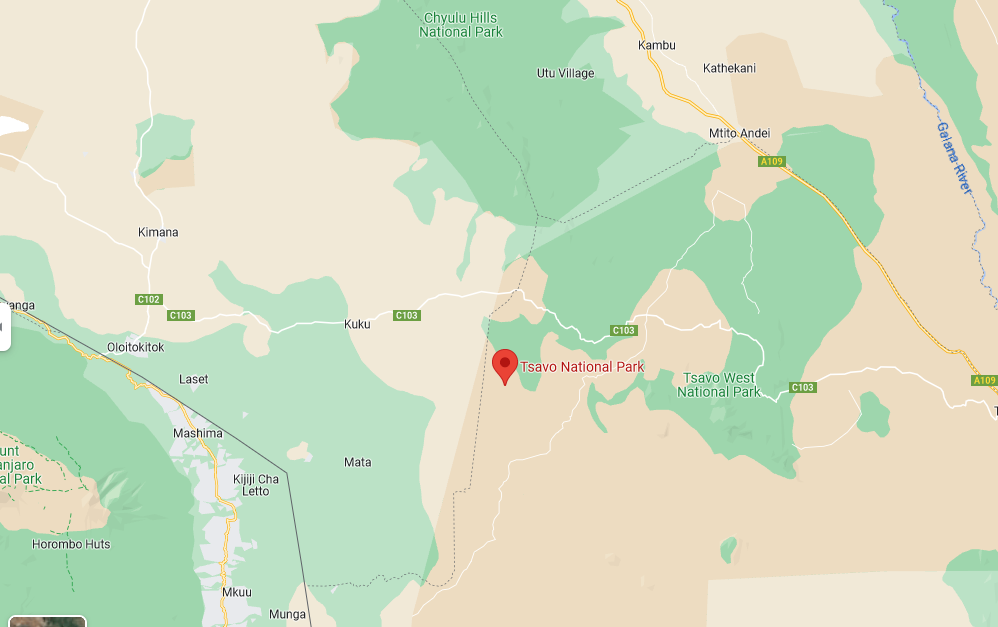 Chyulu Hills
National Park
Kambu
Kathekani
Utu Village
Mtito Andei
A109
Galana River
Kimana
C102
C103
Kuku
C103
C103
Oloitokitok
Laset
Tsavo National Park
Tsavo West
National Park
C103
A109
Mashima
Mata
Kijiji Cha
Letto
al Park
Horombo Huts
Mkuu
Munga